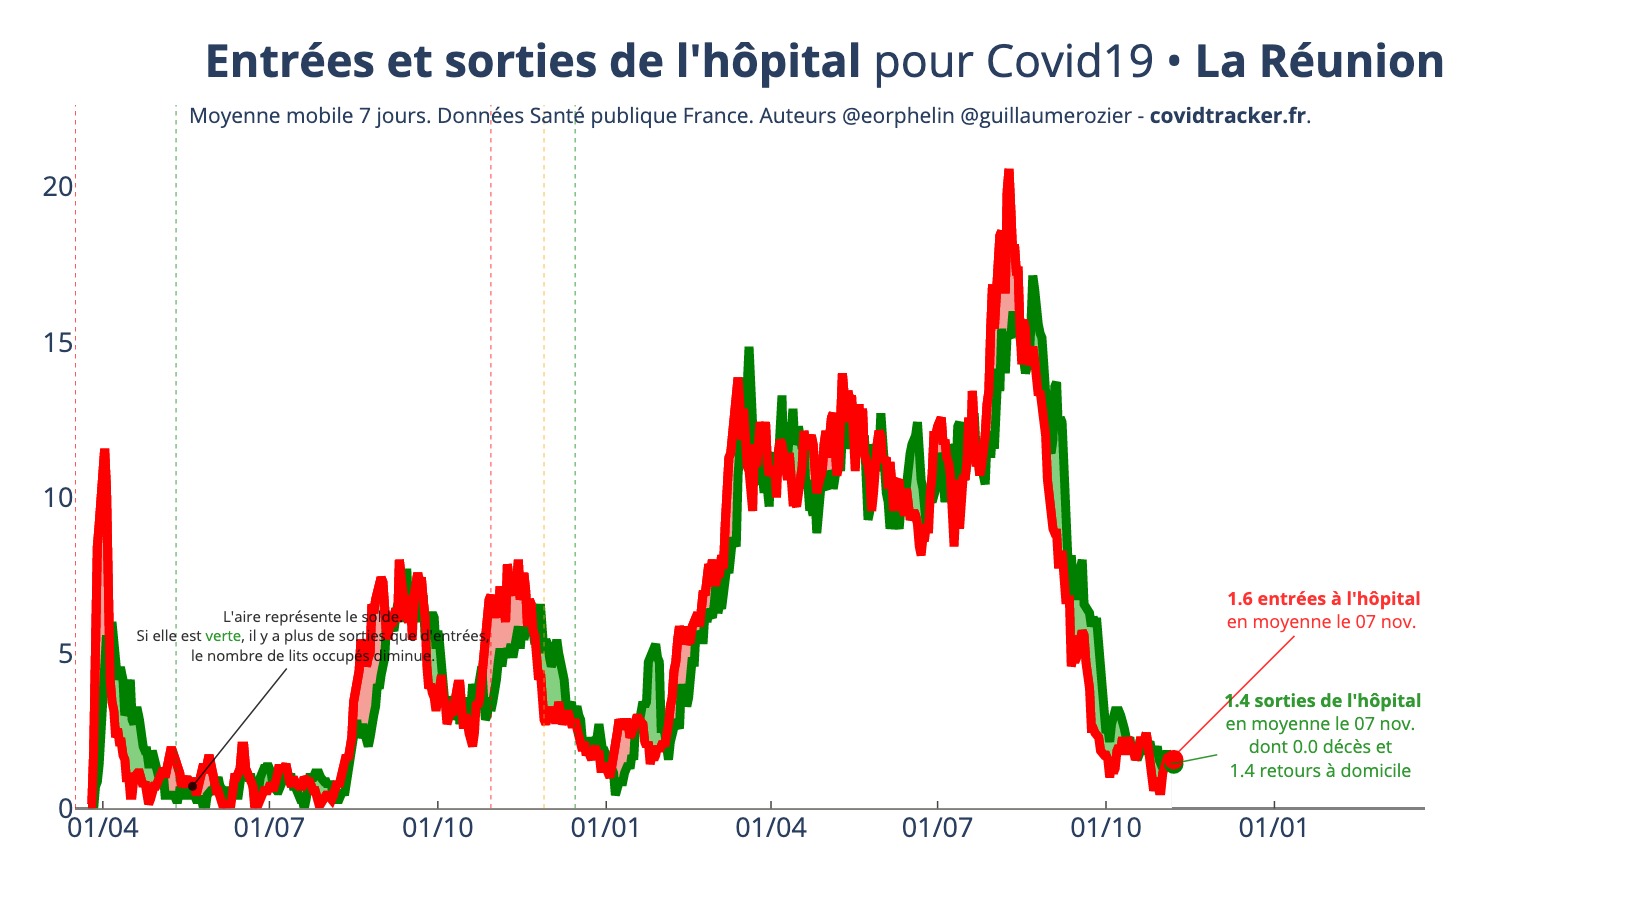 Entrées et sorties de l'hôpital pour Covid19 • La Réunion
Moyenne mobile 7 jours. Données Santé publique France. Auteurs @eorphelin @guillaumerozier - covidtracker.fr.
20
15
10
5
0
L'aire représente le solde.
Si elle est verte, il y a plus de sorties que d'entrées,
le nombre de lits occupés diminue.
1.6 entrées à l'hôpital
en moyenne le 07 nov.
1.4 sorties de l'hôpital
en moyenne le 07 nov.
dont 0.0 décès et
1.4 retours à domicile
01/04 01/07 01/10 01/01 01/04 01/07 01/10 01/01